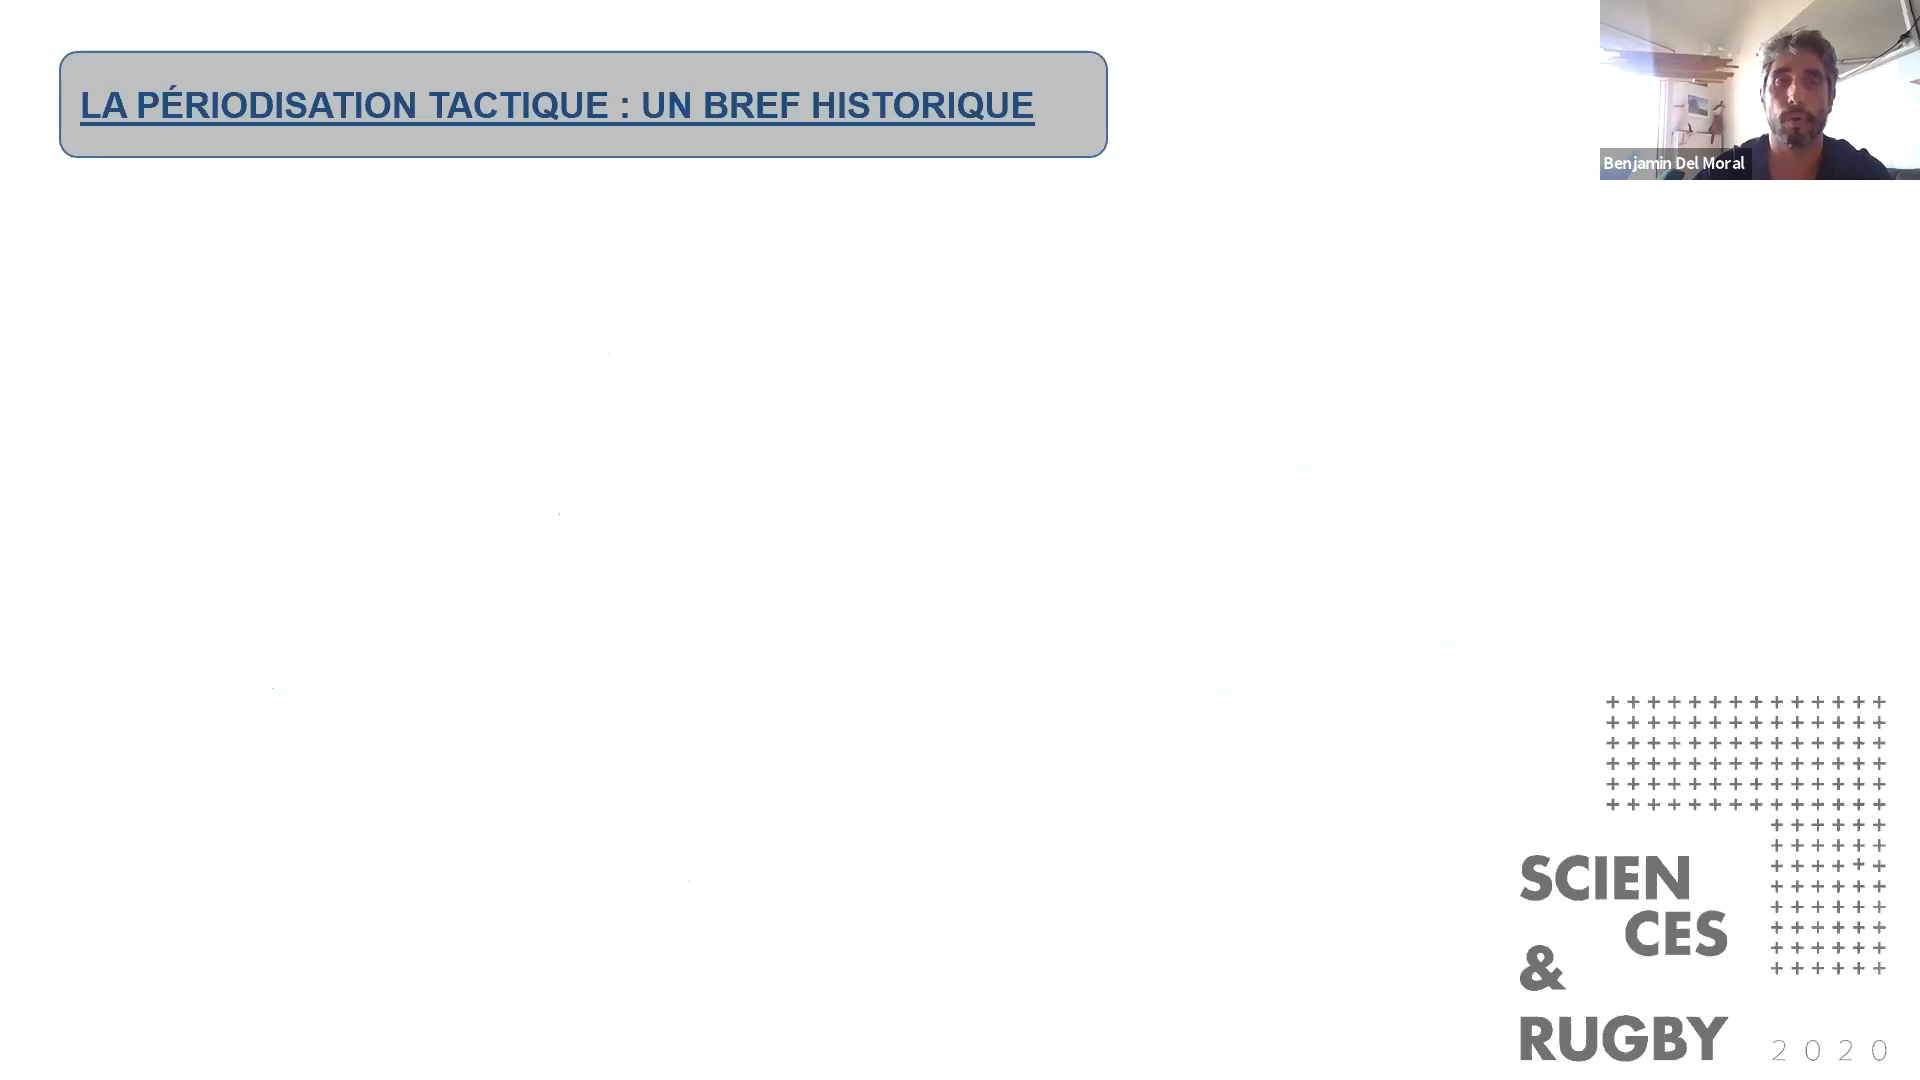 LA PÉRIODISATION TACTIQUE : UN BREF HISTORIQUE
Benjamin Del Moral
SCIEN
CES
&
RUGBY
2020